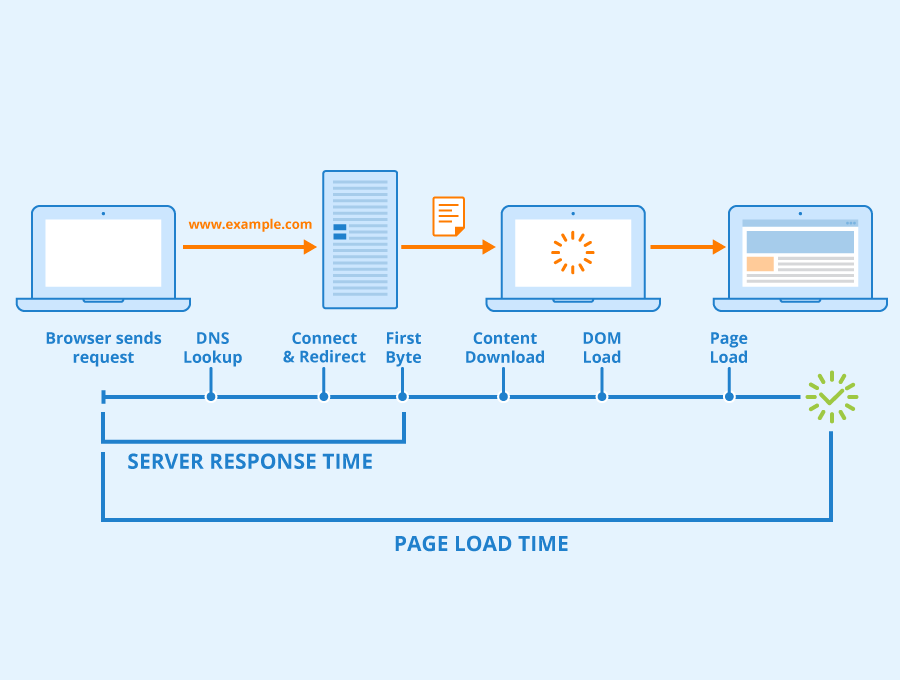 www.example.com
Browser sends
request
DNS
Lookup
Connect
& Redirect
First
Byte
Content
Download
DOM
Load
Page
Load
SERVER RESPONSE TIME
PAGE LOAD TIME